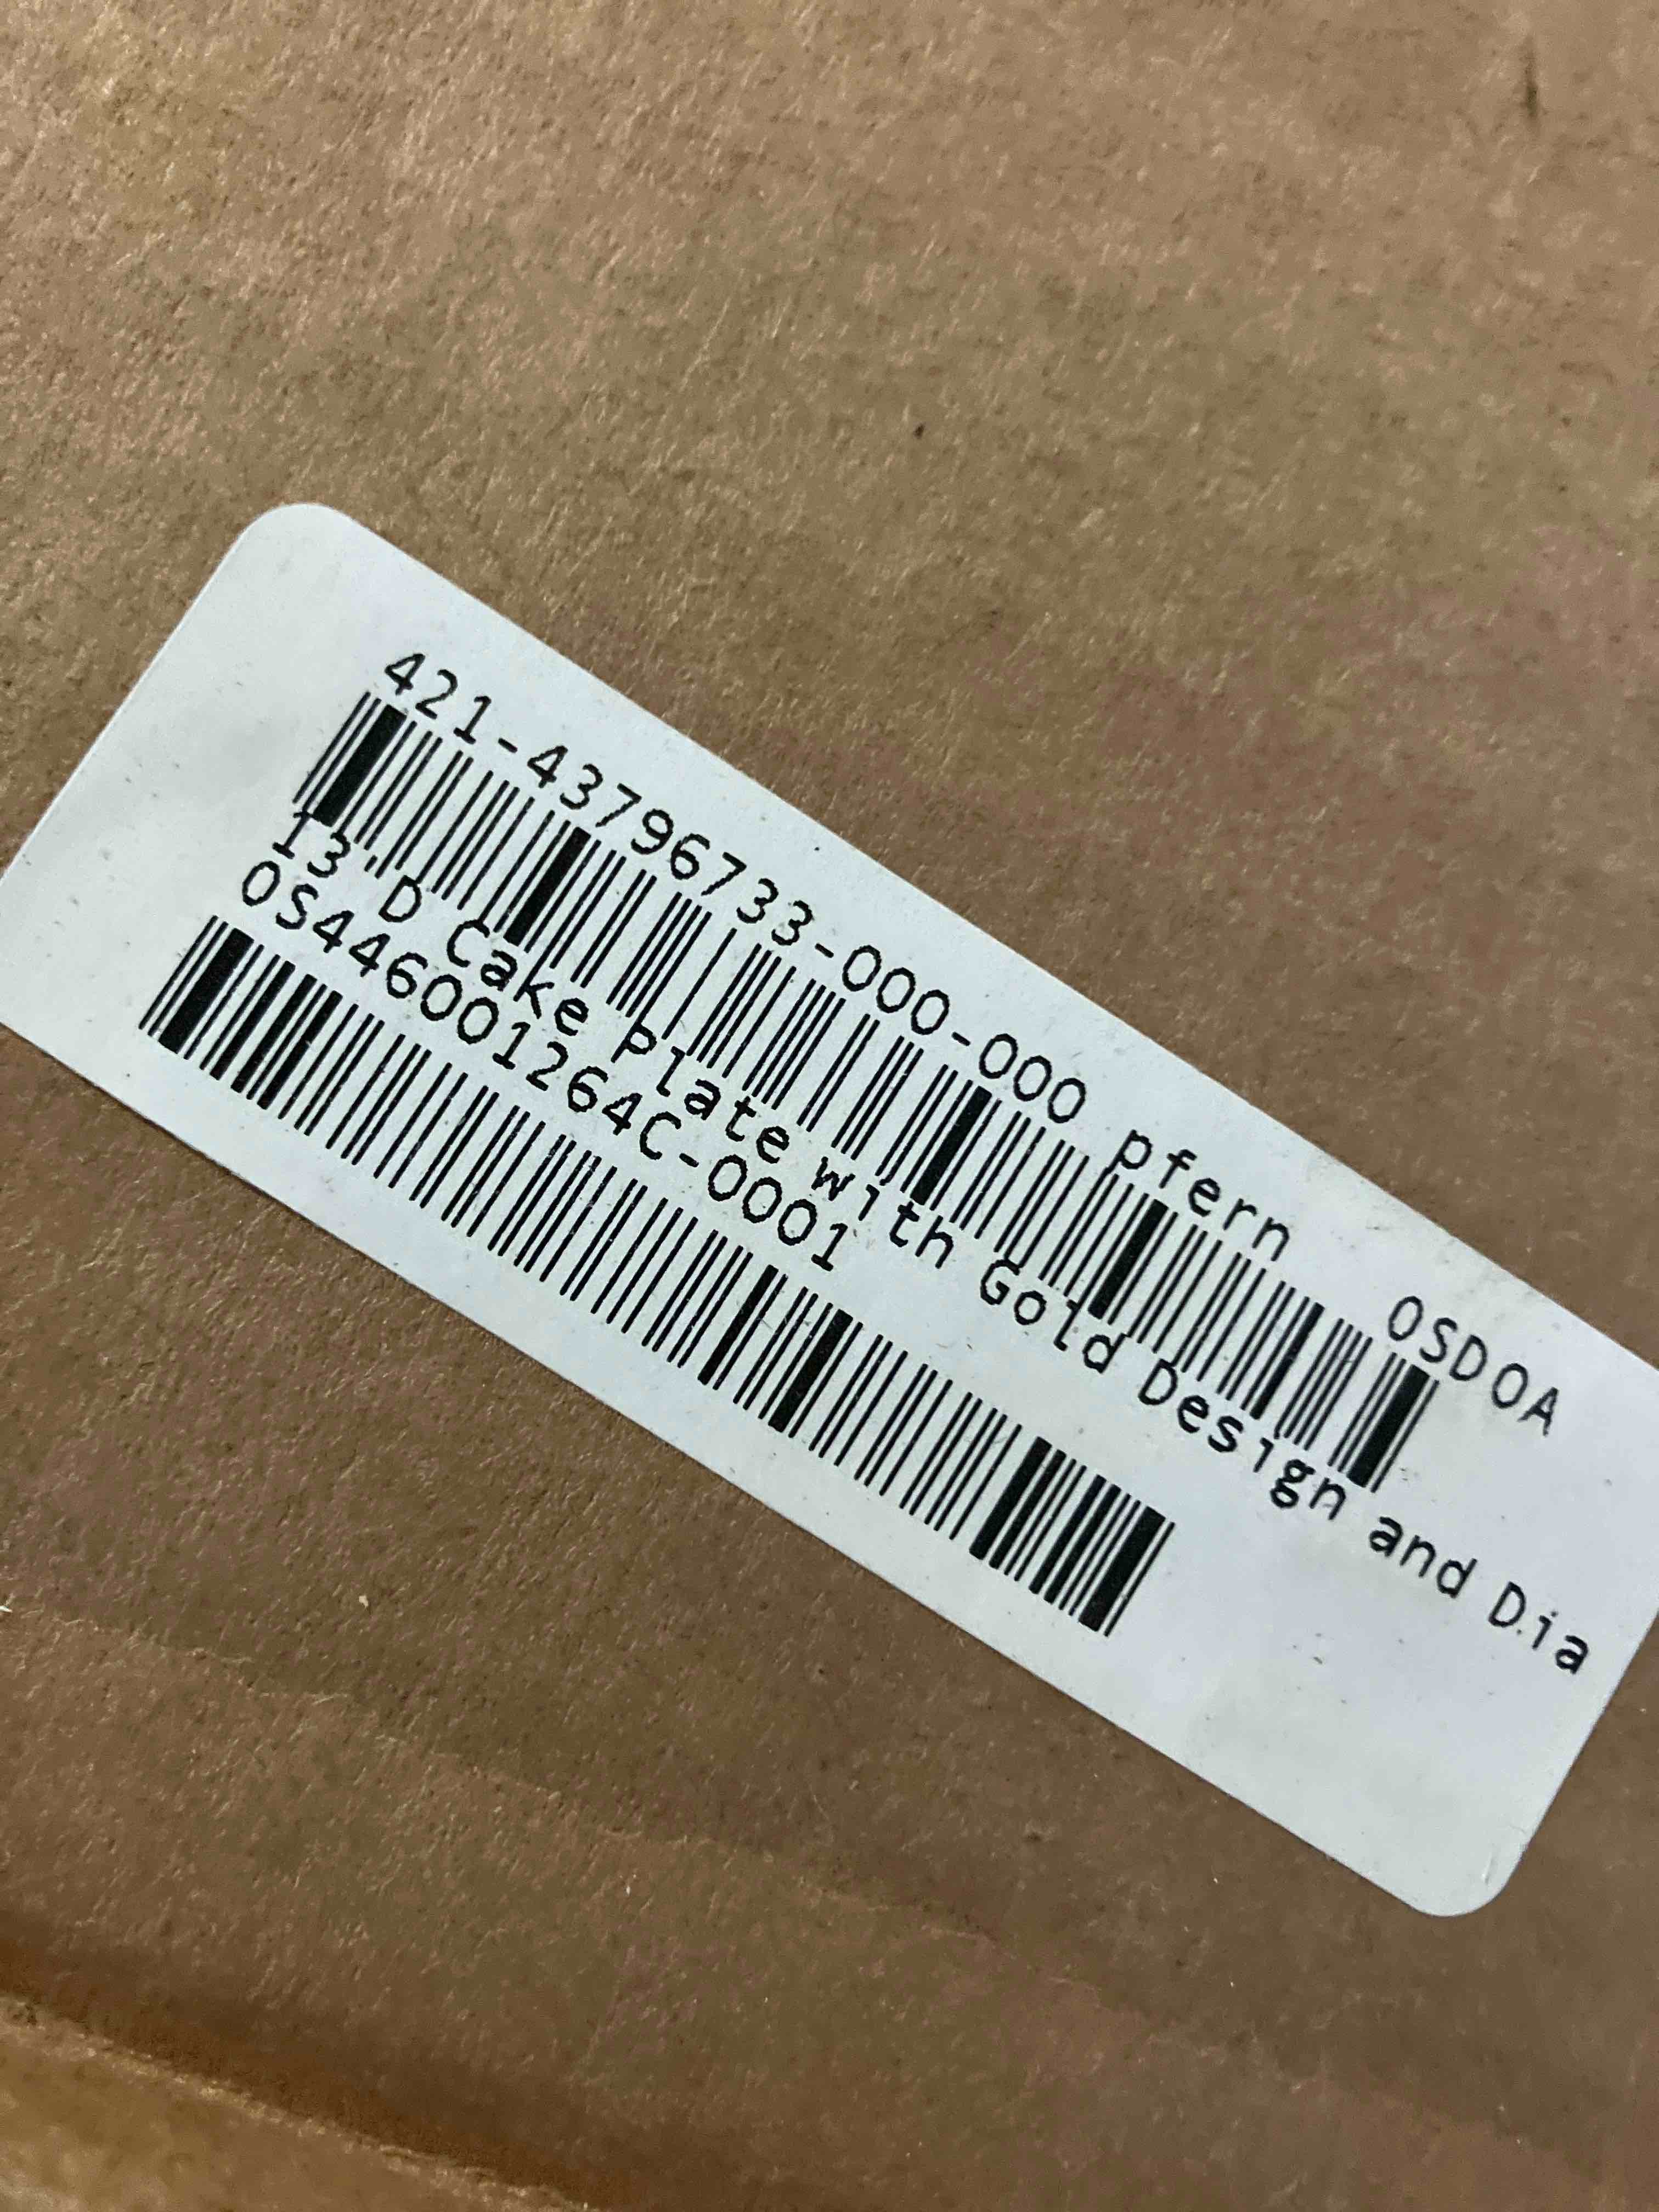 421-43796733-000-000 pfern OSDOA
13"D Cake Plate with Gold Design and Dia
OS446001264C-0001